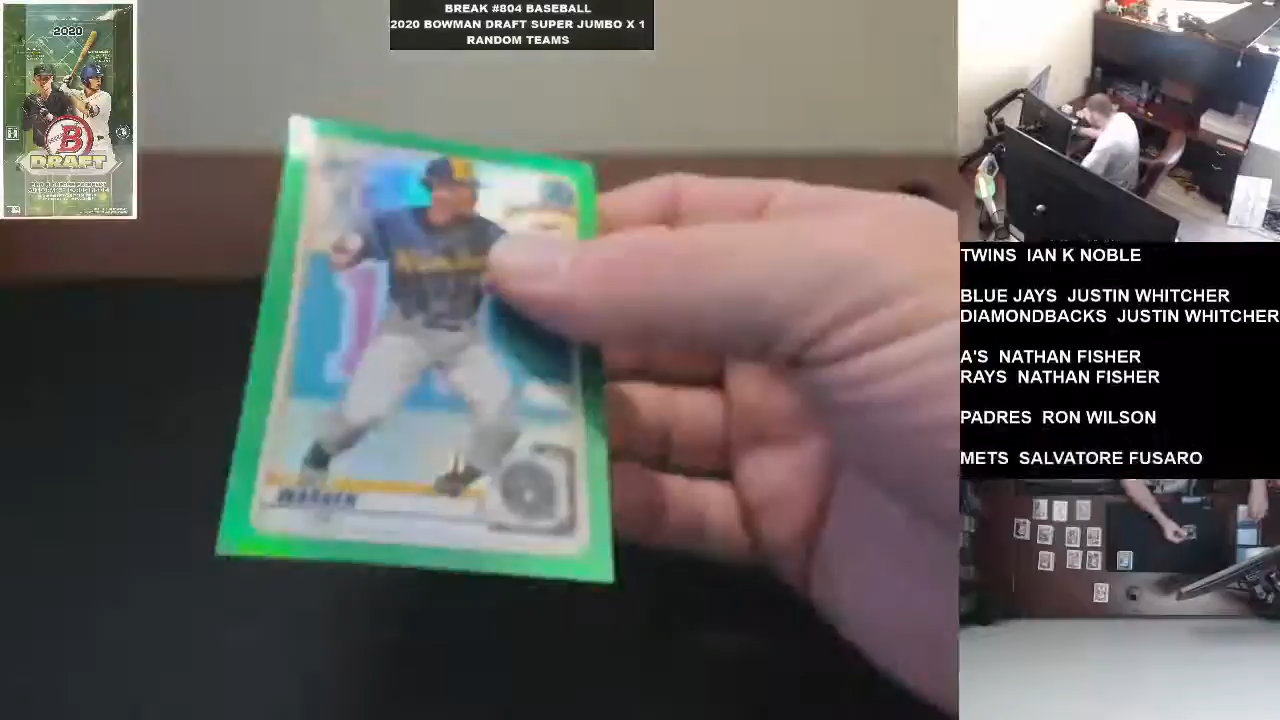 BREAK #804 BASEBALL
2020 BOWMAN DRAFT SUPER JUMBO X 1
RANDOM TEAMS
2020
B
DRAFT
WARREN
TWINS IAN K NOBLE
BLUE JAYS JUSTIN WHITCHER
DIAMONDBACKS JUSTIN WHITCHER
A'S NATHAN FISHER
RAYS NATHAN FISHER
PADRES RON WILSON
METS SALVATORE FUSARO